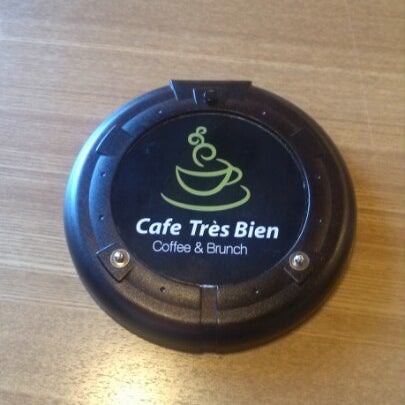 Cafe Très Bien
Coffee & Brunch